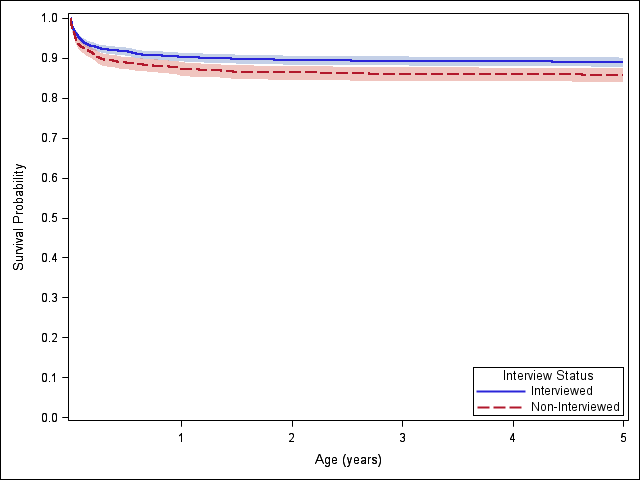 1.0
0.9
0.8
0.7
0.6
0.5
0.4
0.3
0.2
0.1
0.0
Survival Probability
Interview Status
Interviewed
Non-Interviewed
1 2 3 4 5
Age (years)